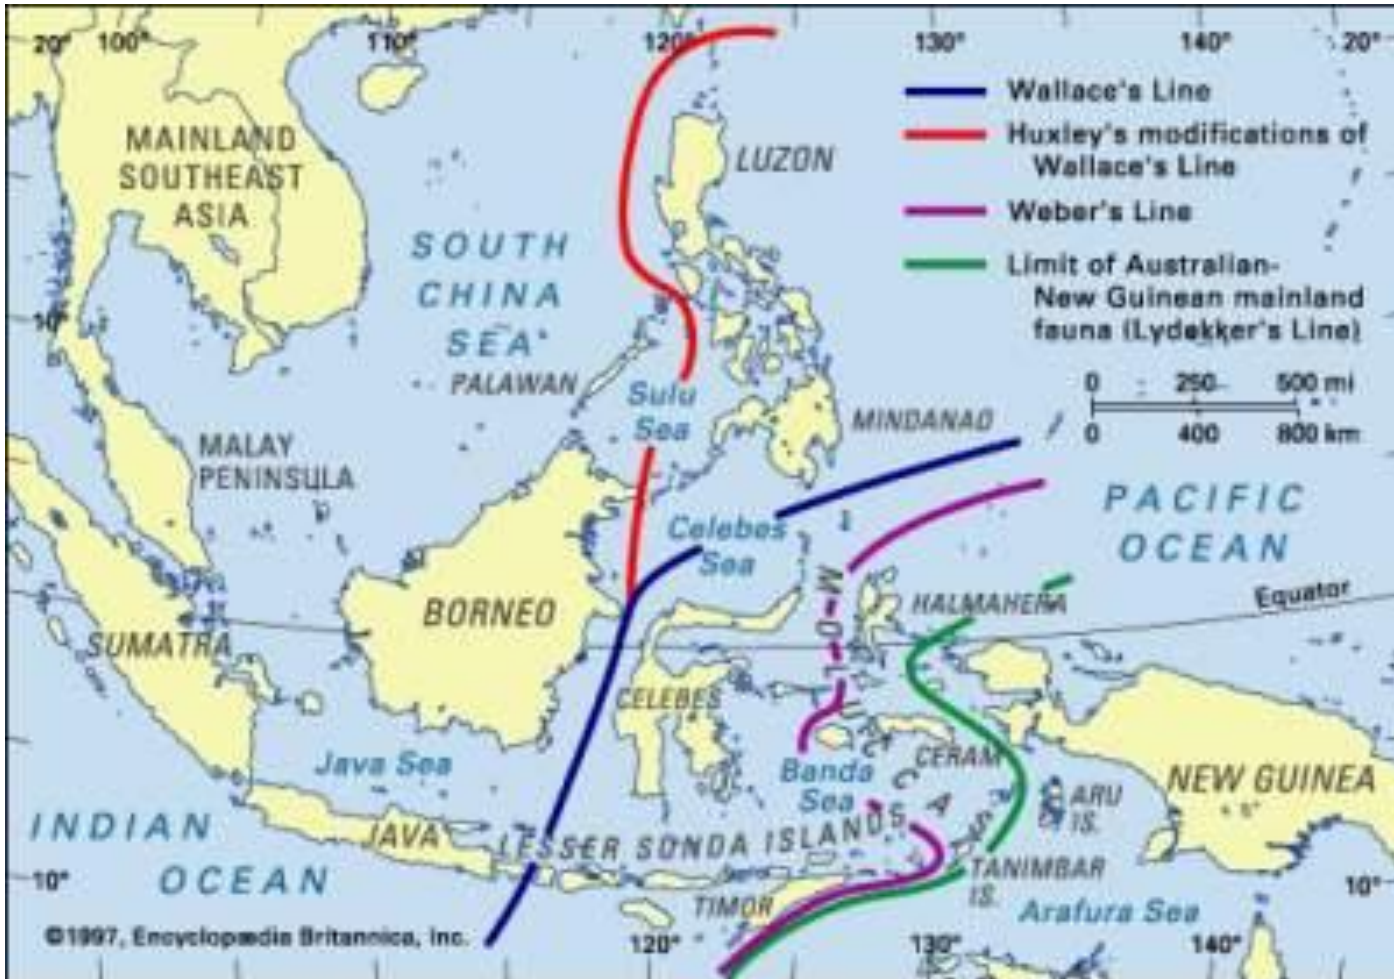 20° 100° 110° 120° 130° 140° 20°
Wallace's Line
Huxley's modifications of
Wallace's Line
Weber's Line
Limit of Australian-
New Guinean mainland
fauna (Lydekker's Line)
0 250 500 mi
0 400 800 km
MAINLAND
SOUTHEAST
ASIA
LUZON
SOUTH
CHINA
SEA
10°
PALAWAN
Sulu
Sea
MINDANAO
MALAY
PENINSULA
PACIFIC
OCEAN
Celebes
Sea
Equator
HALMAHERA
BORNEO
SUMATRA
MOLUCCAS
CELEBES
CERAM
Java Sea
Banda
Sea
NEW GUINEA
ARU
IS.
INDIAN
OCEAN
JAVA
LESSER SONDA ISLANDS
TANIMBAR
IS.
10° 10°
TIMOR
Arafura Sea
©1997, Encyclopædia Britannica, Inc.
120° 130° 140°